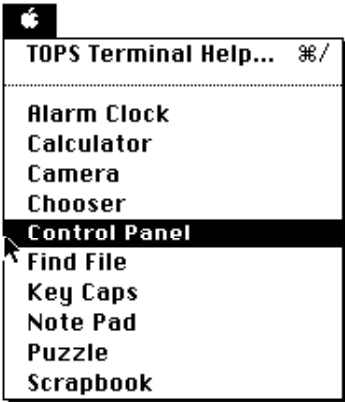 TOPS Terminal Help... ⌘/
Alarm Clock
Calculator
Camera
Chooser
Control Panel
Find File
Key Caps
Note Pad
Puzzle
Scrapbook